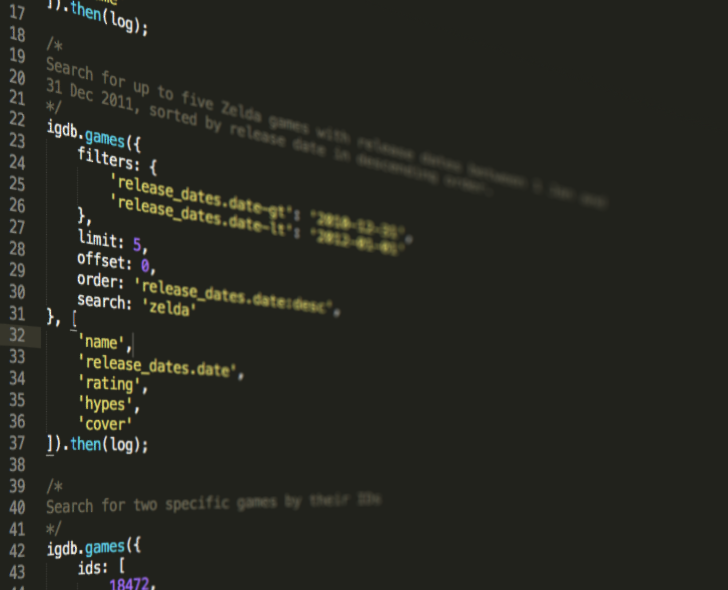 17 ]).then(log);
18
19 /*
20 Search for up to five Zelda games with release dates between 1 Jan and
21 31 Dec 2011, sorted by release date in descending order.
22 */
23 igdb.games({
24 filters: {
25 'release_dates.date-gt': '2010-12-31',
26 'release_dates.date-lt': '2012-01-01'
27 },
28 limit: 5,
29 offset: 0,
30 order: 'release_dates.date:desc',
31 search: 'zelda'
32 }, [
33 'name',
34 'release_dates.date',
35 'rating',
36 'hypes',
37 'cover'
38 ]).then(log);
39
40 /*
41 Search for two specific games by their IDs
42 */
43 igdb.games({
ids: [
18472,